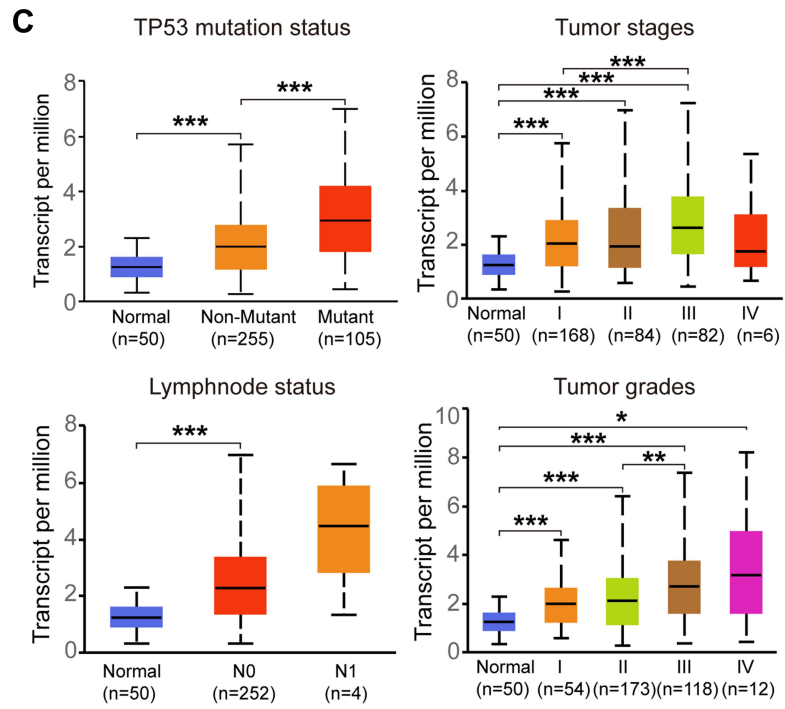 C
TP53 mutation status
Transcript per million
8
6
4
2
0
***
***
Normal Non-Mutant Mutant
(n=50) (n=255) (n=105)
Tumor stages
Transcript per million
8
6
4
2
0
***
***
***
***
Normal I II III IV
(n=50) (n=168) (n=84) (n=82) (n=6)
Lymphnode status
Transcript per million
8
6
4
2
0
***
Normal N0 N1
(n=50) (n=252) (n=4)
Tumor grades
Transcript per million
10
8
6
4
2
0
*
***
**
***
***
Normal I II III IV
(n=50) (n=54) (n=173) (n=118) (n=12)